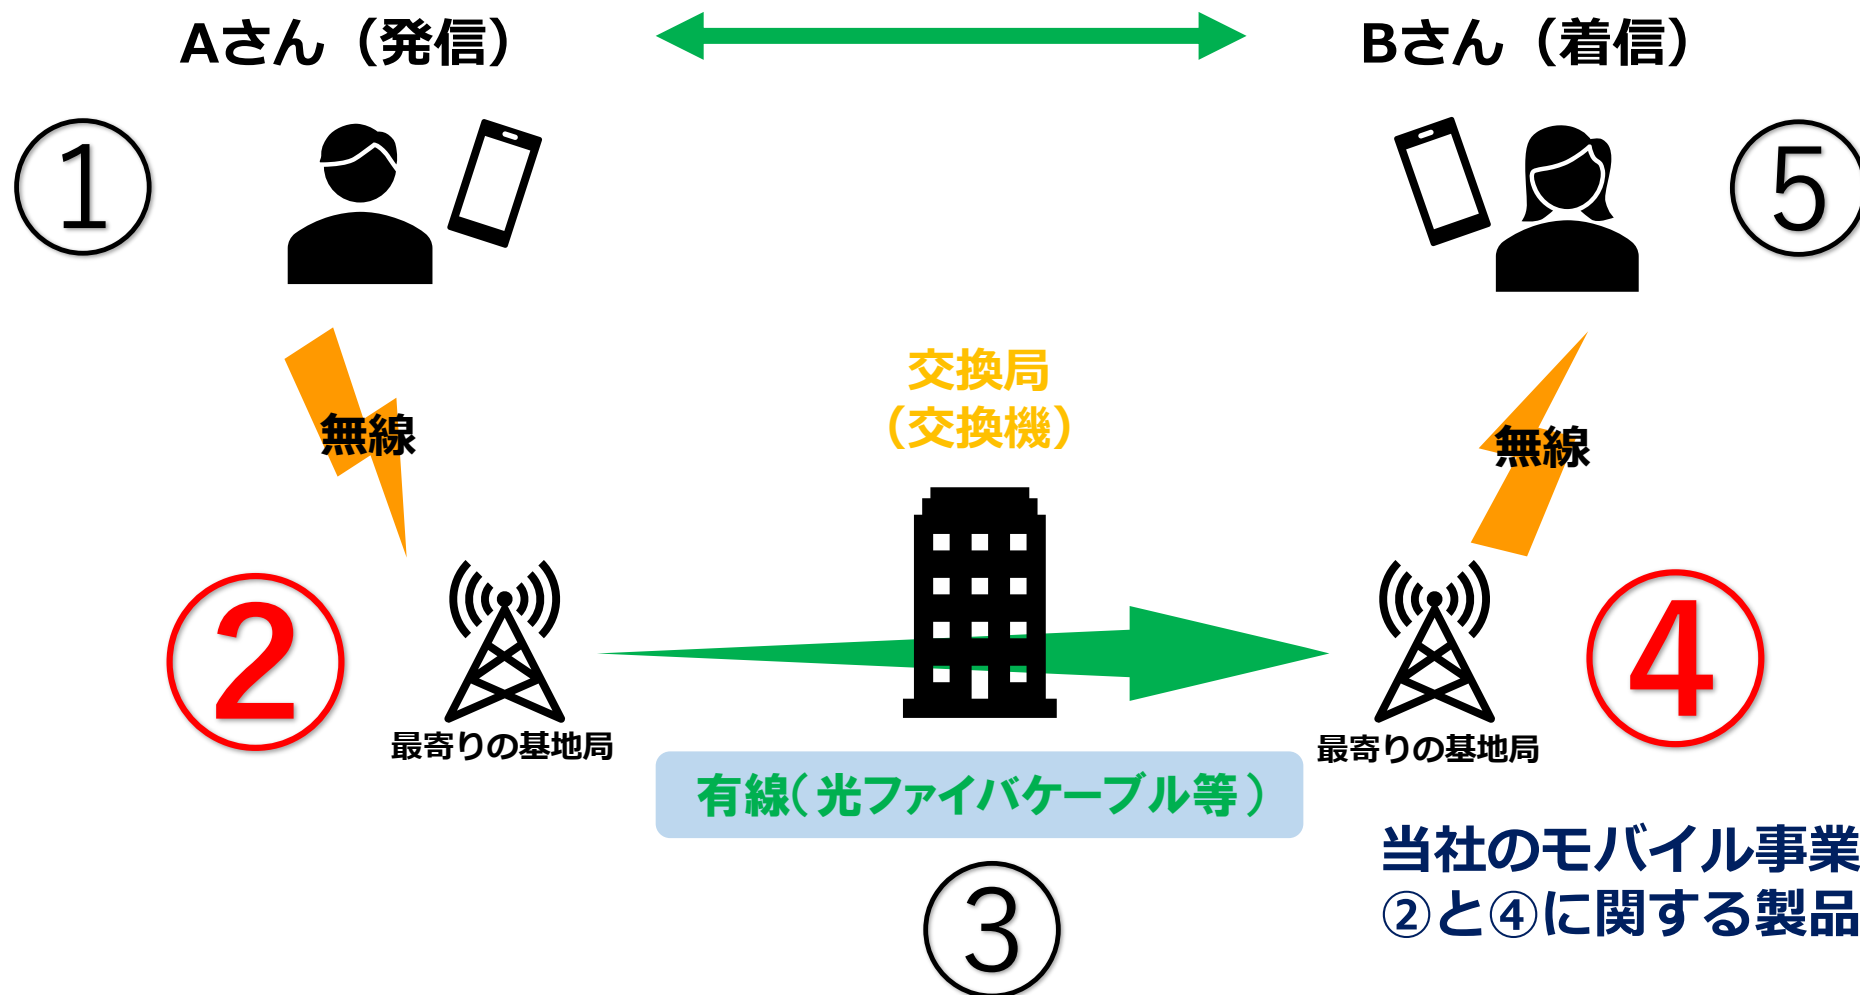 Aさん（発信）
Bさん（着信）
①
⑤
交換局
（交換機）
無線
無線
②
④
最寄りの基地局
最寄りの基地局
有線（光ファイバケーブル等）
③
当社のモバイル事業
②と④に関する製品